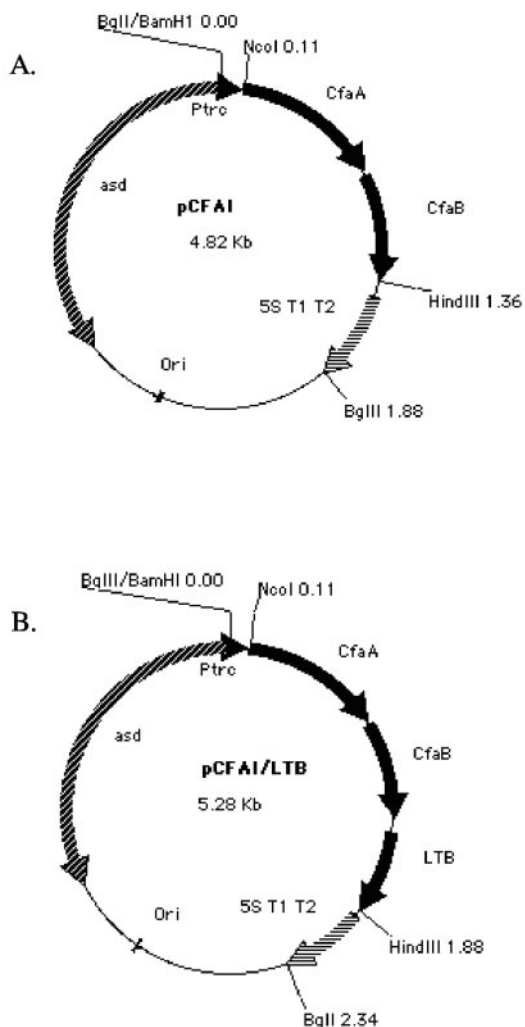 BglI/BamH1 0.00
A.
NcoI 0.11
CfaA
Ptrc
asd
pCFAI
CfaB
4.82 Kb
5S T1 T2
HindIII 1.36
Ori
BglII 1.88
BglII/BamHI 0.00
NcoI 0.11
B.
CfaA
Ptrc
asd
CfaB
pCFAI/LTB
5.28 Kb
LTB
5S T1 T2
Ori
HindIII 1.88
BglI 2.34